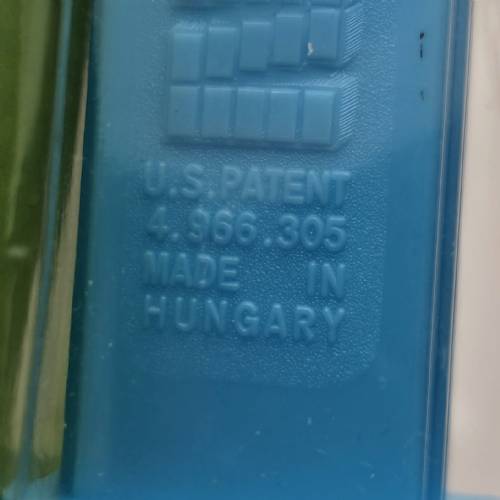 U.S. PATENT
4.966.305
MADE IN
HUNGARY